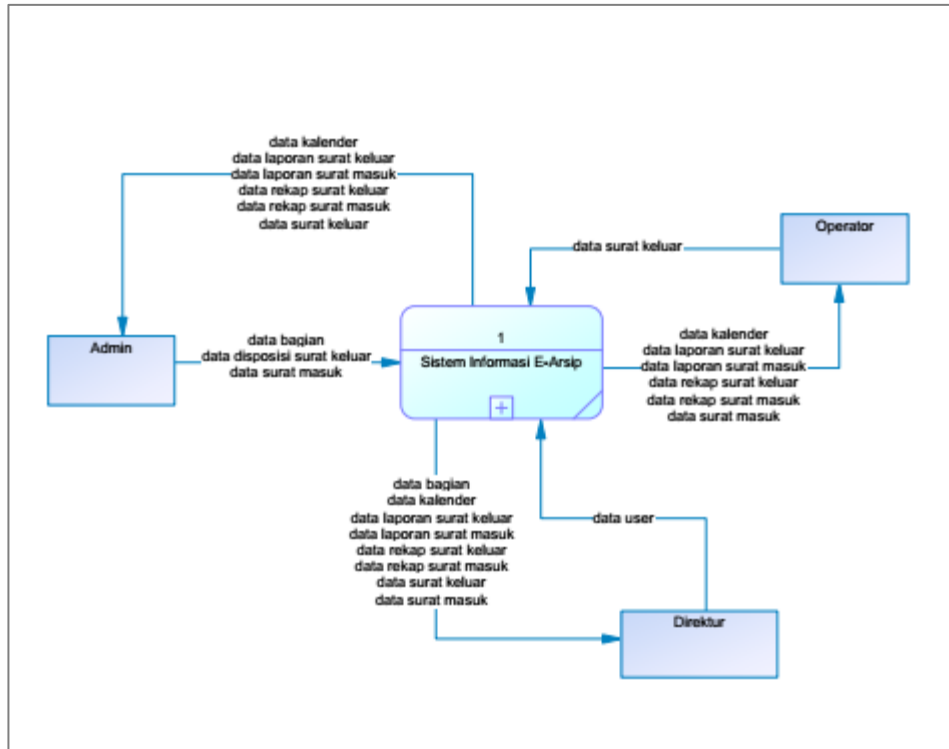 data kalender
data laporan surat keluar
data laporan surat masuk
data rekap surat keluar
data rekap surat masuk
data surat keluar
Operator
data surat keluar
Admin
data bagian
data disposisi surat keluar
data surat masuk
1
Sistem Informasi E-Arsip
data kalender
data laporan surat keluar
data laporan surat masuk
data rekap surat keluar
data rekap surat masuk
data surat masuk
data bagian
data kalender
data laporan surat keluar
data laporan surat masuk
data rekap surat keluar
data rekap surat masuk
data surat keluar
data surat masuk
data user
Direktur